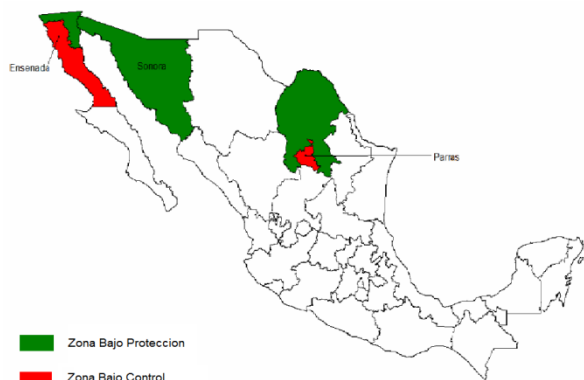 Ensenada
Sonora
Parras
Zona Bajo Proteccion
Zona Bajo Control